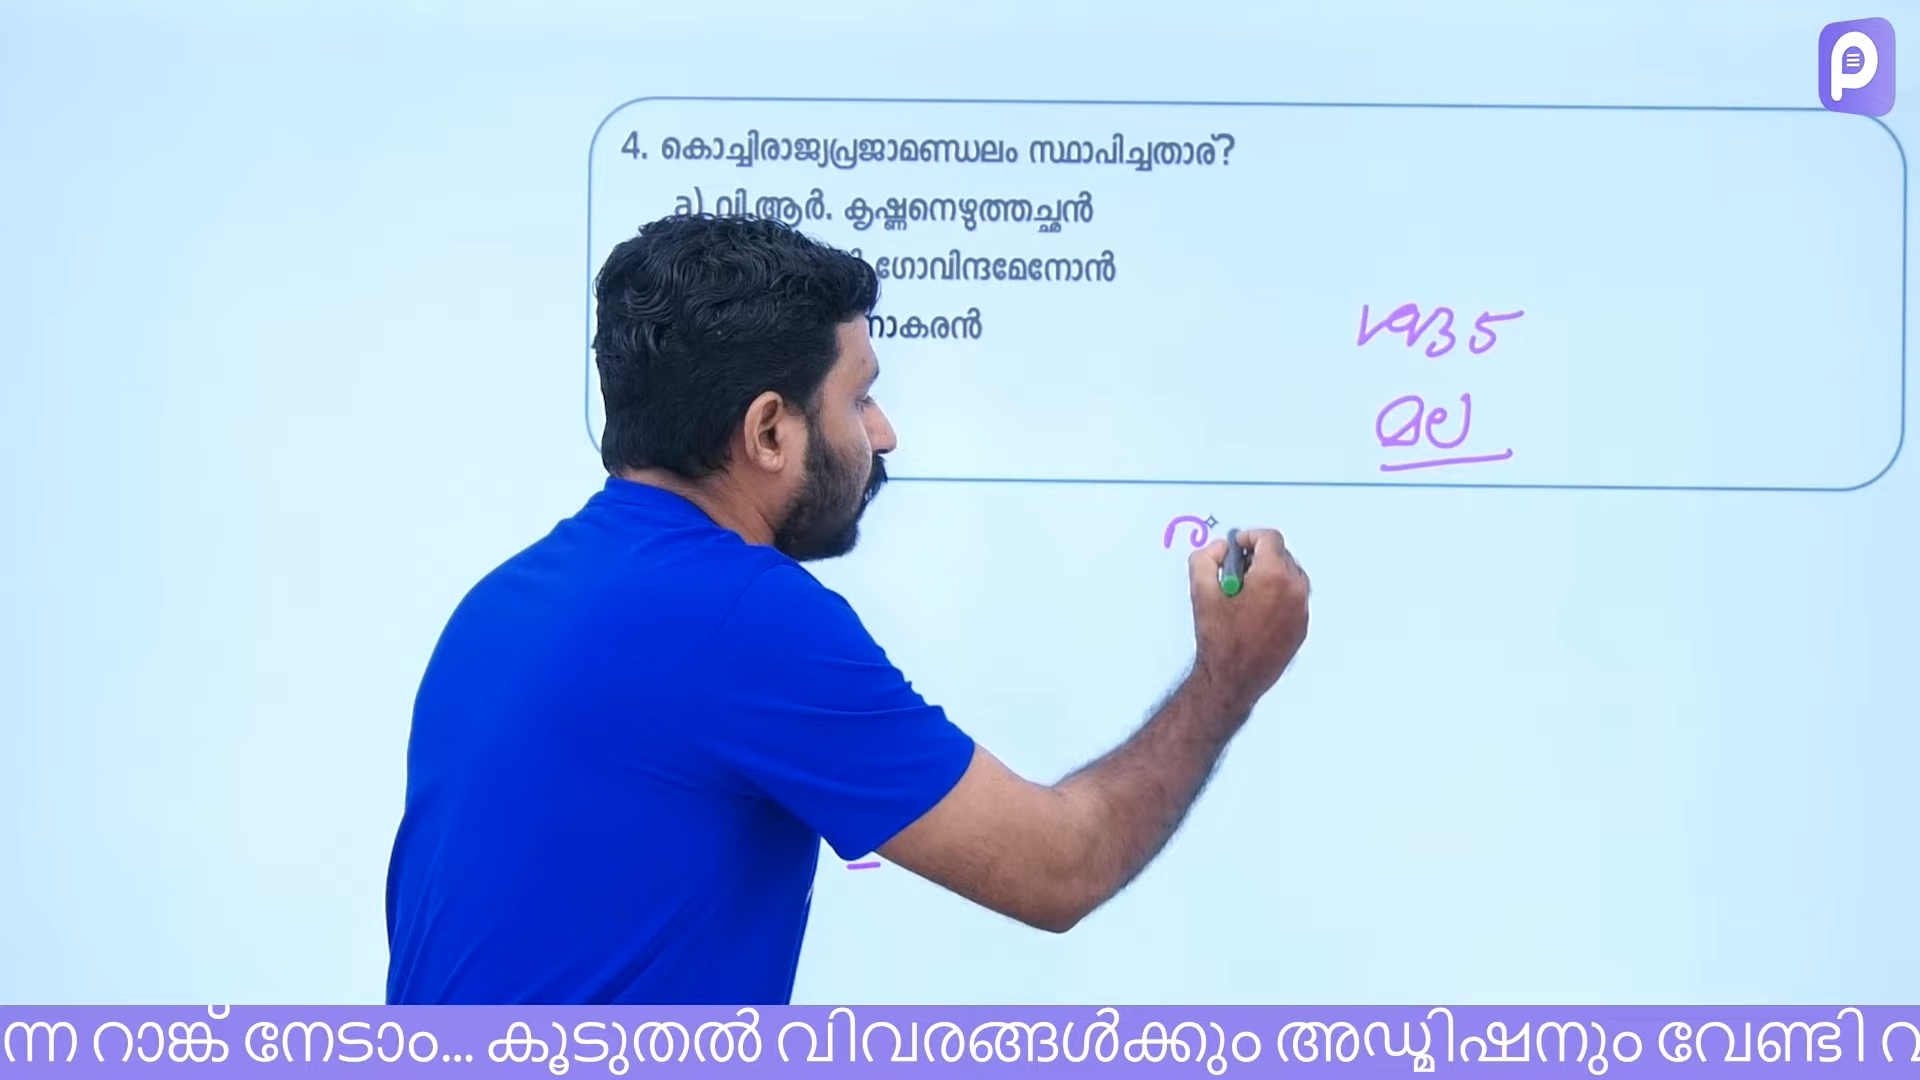 4. കൊച്ചിരാജ്യപ്രജാമണ്ഡലം സ്ഥാപിച്ചതാര്?
a) വി.ആർ. കൃഷ്ണനെഴുത്തച്ഛൻ
ഗോവിന്ദമേനോൻ
ണാകരൻ
1935
മല
ന്ന റാങ്ക് നേടാം... കൂടുതൽ വിവരങ്ങൾക്കും അഡ്മിഷനും വേണ്ടി